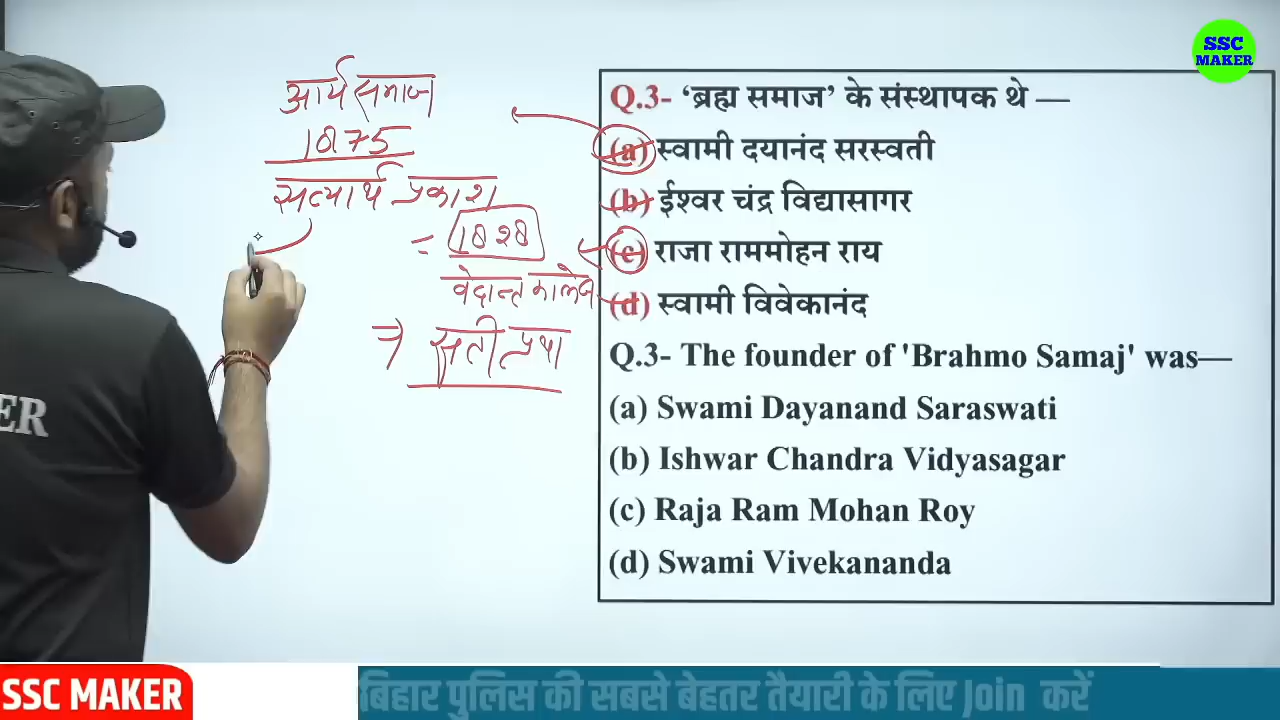 SSC
MAKER
आर्य समाज
1875
सत्यार्थ प्रकाश
= 1828
वेदान्त कालेज
→ सती प्रथा
Q.3- ‘ब्रह्म समाज’ के संस्थापक थे —
(a) स्वामी दयानंद सरस्वती
(b) ईश्वर चंद्र विद्यासागर
(c) राजा राममोहन राय
(d) स्वामी विवेकानंद
Q.3- The founder of 'Brahmo Samaj' was—
(a) Swami Dayanand Saraswati
(b) Ishwar Chandra Vidyasagar
(c) Raja Ram Mohan Roy
(d) Swami Vivekananda
ER
SSC MAKER
बिहार पुलिस की सबसे बेहतर तैयारी के लिए Join करें